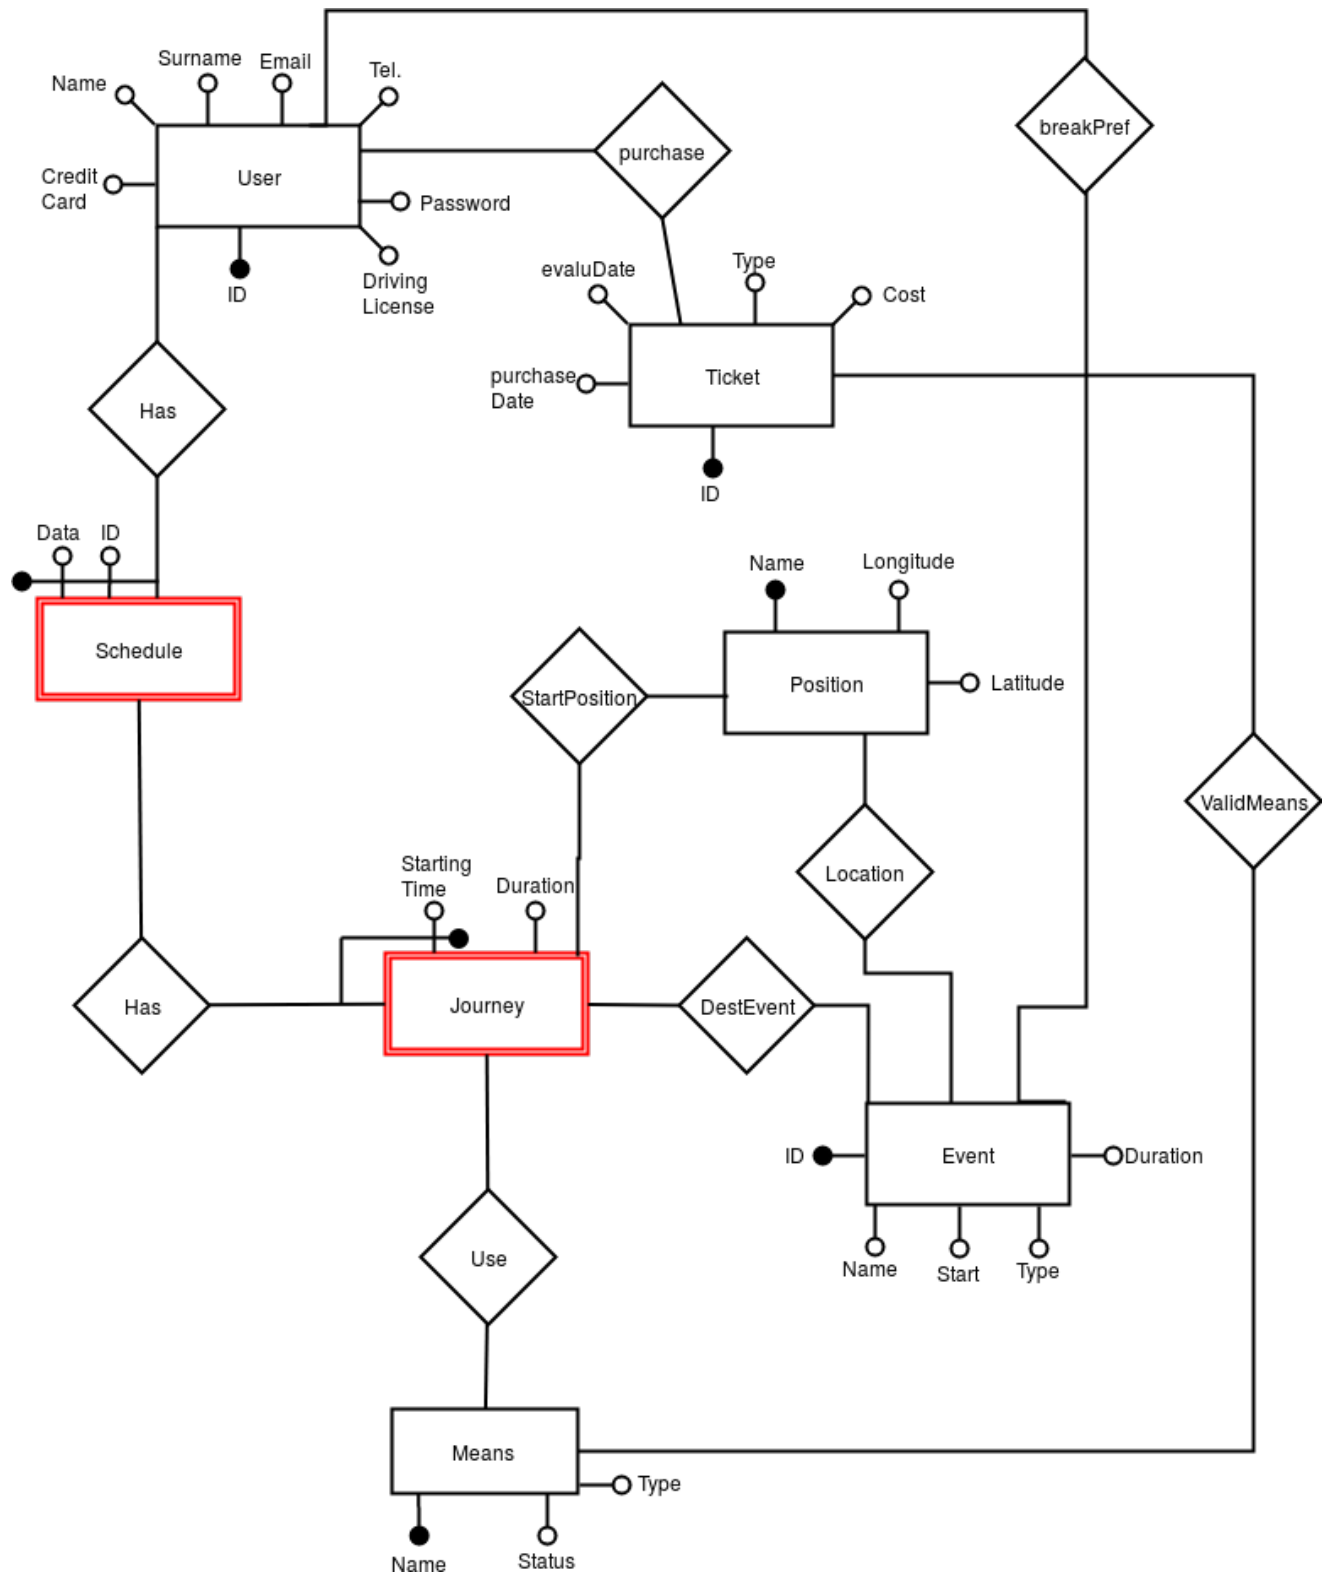 Surname
Email
Tel.
Name
breakPref
purchase
Credit
Card
User
Password
evaluDate
Type
Driving
License
ID
Cost
purchase
Date
Ticket
Has
ID
Data
ID
Name
Longitude
Schedule
StartPosition
Position
Latitude
ValidMeans
Starting
Time
Duration
Location
Has
Journey
DestEvent
ID
Event
Duration
Name
Start
Type
Use
Means
Type
Name
Status